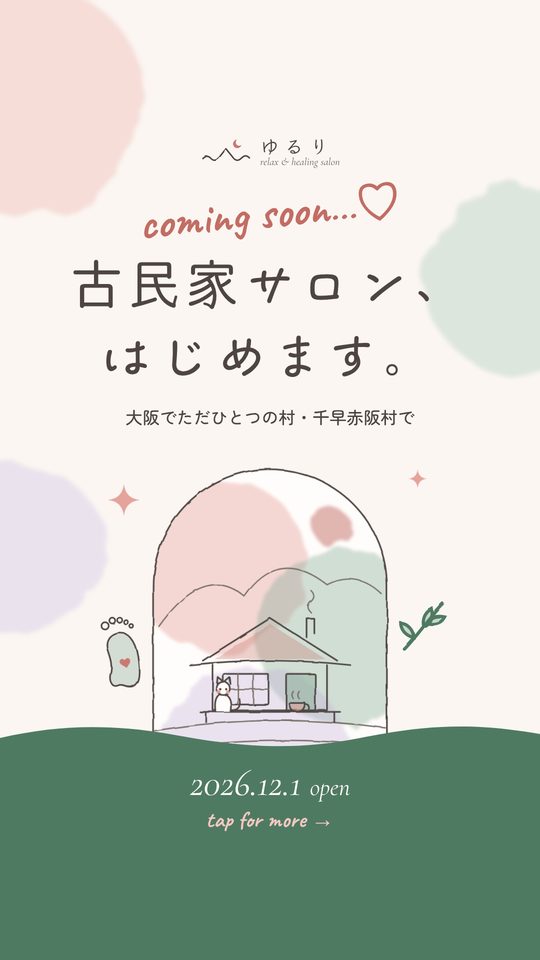 ゆるり
relax & healing salon
coming soon...♡
古民家サロン、
はじめます。
大阪でただひとつの村・千早赤阪村で
2026.12.1 open
tap for more →